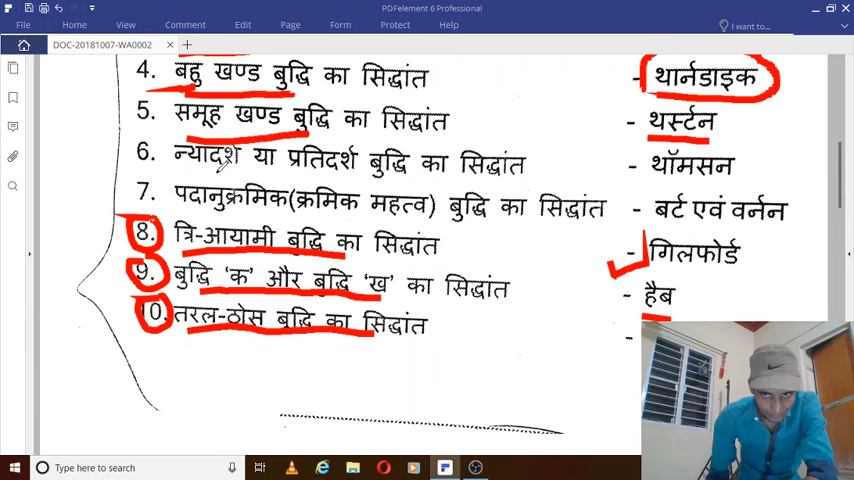 PDFelement 6 Professional
File Home View Comment Edit Page Form Protect Help I want to...
DOC-20181007-WA0002
4. बहु खण्ड बुद्धि का सिद्धांत - थार्नडाइक
5. समूह खण्ड बुद्धि का सिद्धांत - थर्स्टन
6. न्यादर्श या प्रतिदर्श बुद्धि का सिद्धांत - थॉमसन
7. पदानुक्रमिक(क्रमिक महत्व) बुद्धि का सिद्धांत - बर्ट एवं वर्नन
8. त्रि-आयामी बुद्धि का सिद्धांत - गिलफोर्ड
9. बुद्धि ‘क’ और बुद्धि ‘ख’ का सिद्धांत - हैब
10. तरल-ठोस बुद्धि का सिद्धांत -
Type here to search